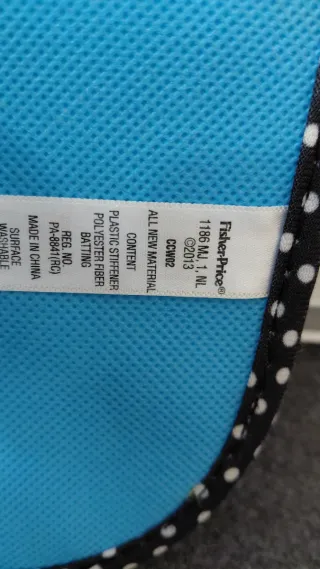 Fisher-Price®
1186 MJ, 1, NL
©2013
CCW02
ALL NEW MATERIAL
CONTENT
PLASTIC STIFFENER
POLYESTER FIBER
BATTING
REG. NO.
PA-8841(RC)
MADE IN CHINA
SURFACE
WASHABLE